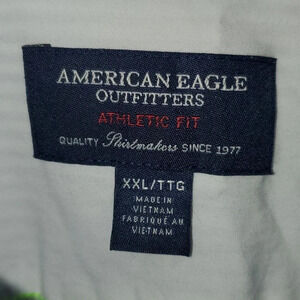 AMERICAN EAGLE
OUTFITTERS
ATHLETIC FIT
QUALITY Shirtmakers SINCE 1977
XXL/TTG
MADE IN
VIETNAM
FABRIQUÉ AU
VIETNAM